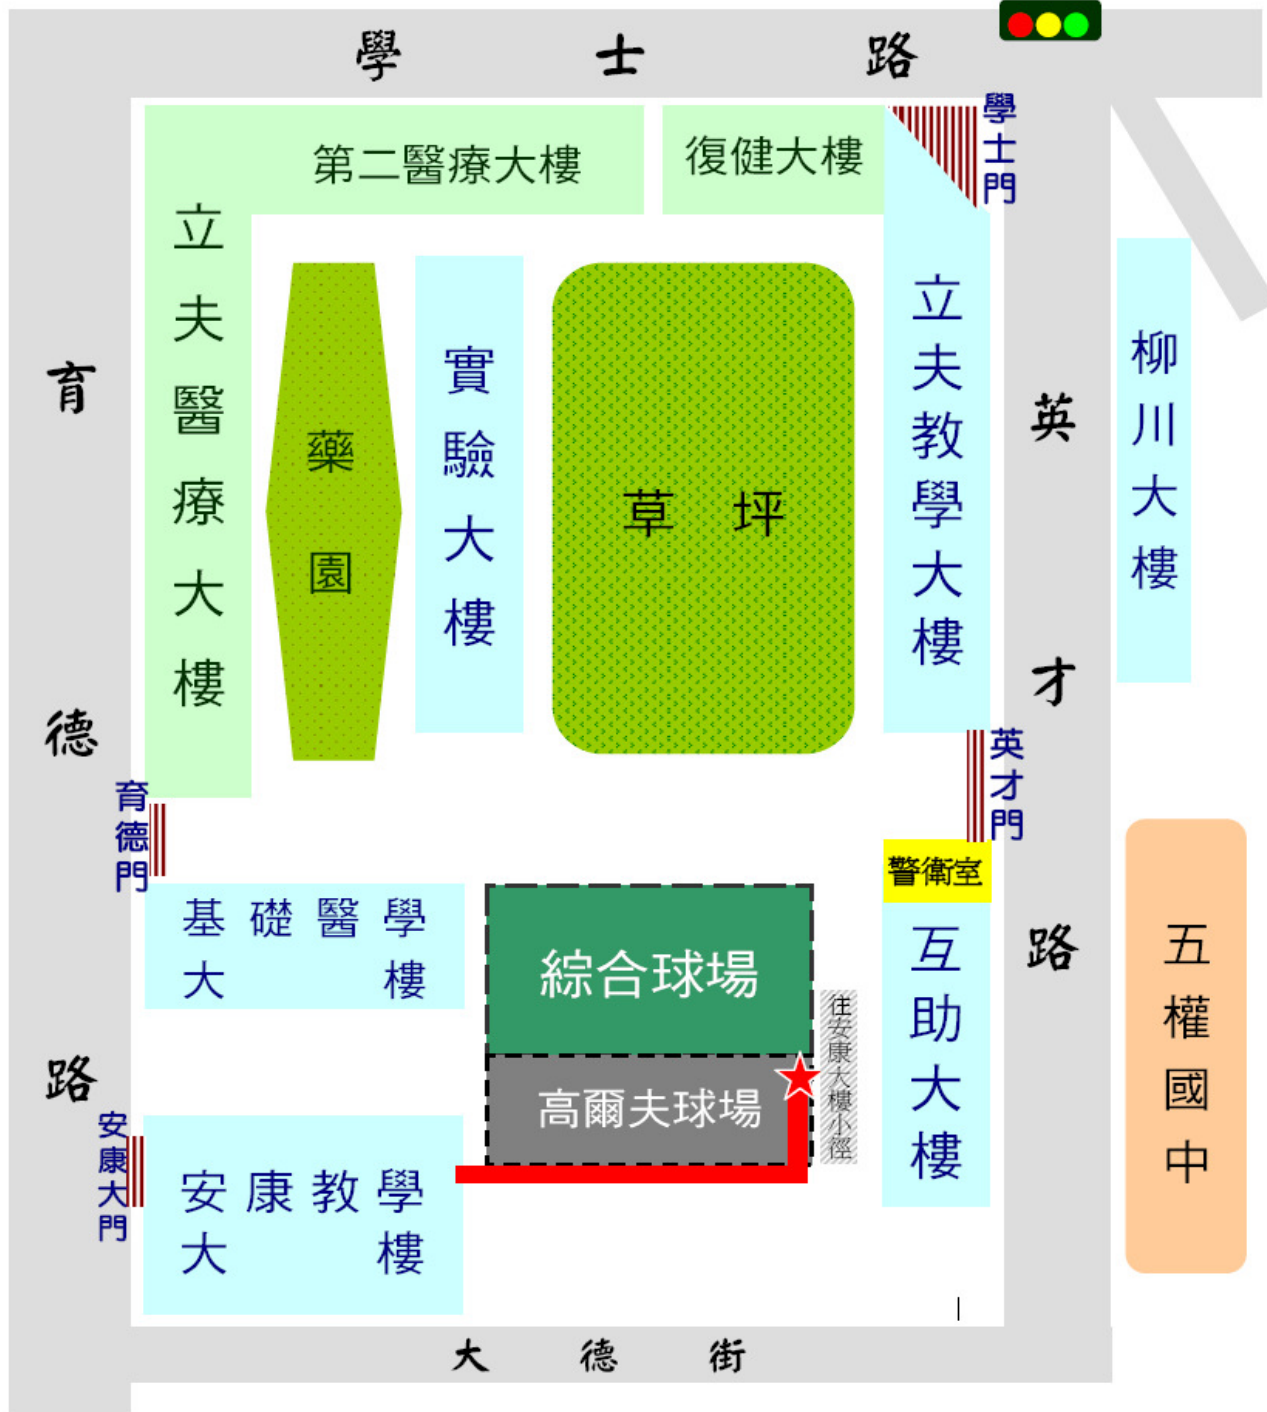 學士路
學士門
第二醫療大樓
復健大樓
立夫醫療大樓
藥園
實驗大樓
草坪
立夫教學大樓
柳川大樓
育德路
英才路
育德門
英才門
警衛室
基礎醫學
大樓
綜合球場
往安康大樓小徑
互助大樓
五權國中
高爾夫球場
安康大門
安康教學
大樓
大德街